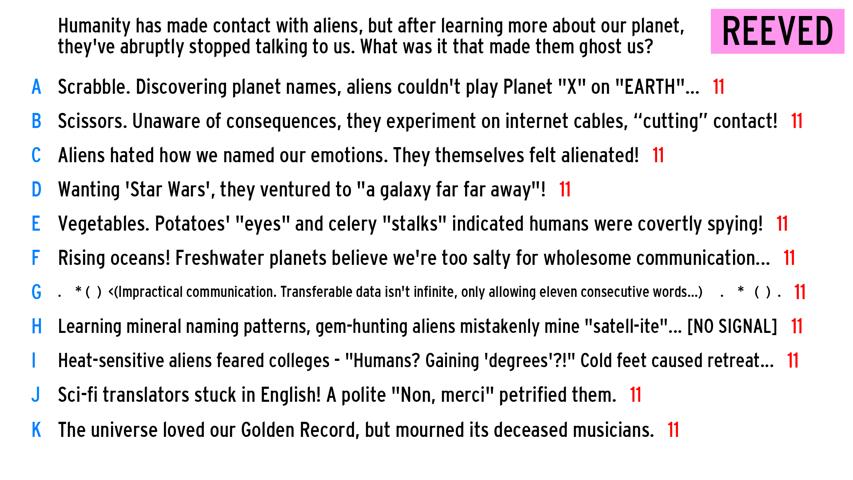 Humanity has made contact with aliens, but after learning more about our planet,
they've abruptly stopped talking to us. What was it that made them ghost us?
REEVED
A Scrabble. Discovering planet names, aliens couldn't play Planet "X" on "EARTH"... 11
B Scissors. Unaware of consequences, they experiment on internet cables, “cutting” contact! 11
C Aliens hated how we named our emotions. They themselves felt alienated! 11
D Wanting 'Star Wars', they ventured to "a galaxy far far away"! 11
E Vegetables. Potatoes' "eyes" and celery "stalks" indicated humans were covertly spying! 11
F Rising oceans! Freshwater planets believe we're too salty for wholesome communication... 11
G . *( ) <(Impractical communication. Transferable data isn't infinite, only allowing eleven consecutive words...) . * ( ) . 11
H Learning mineral naming patterns, gem-hunting aliens mistakenly mine "satell-ite"... [NO SIGNAL] 11
I Heat-sensitive aliens feared colleges - "Humans? Gaining 'degrees'?!" Cold feet caused retreat... 11
J Sci-fi translators stuck in English! A polite "Non, merci" petrified them. 11
K The universe loved our Golden Record, but mourned its deceased musicians. 11